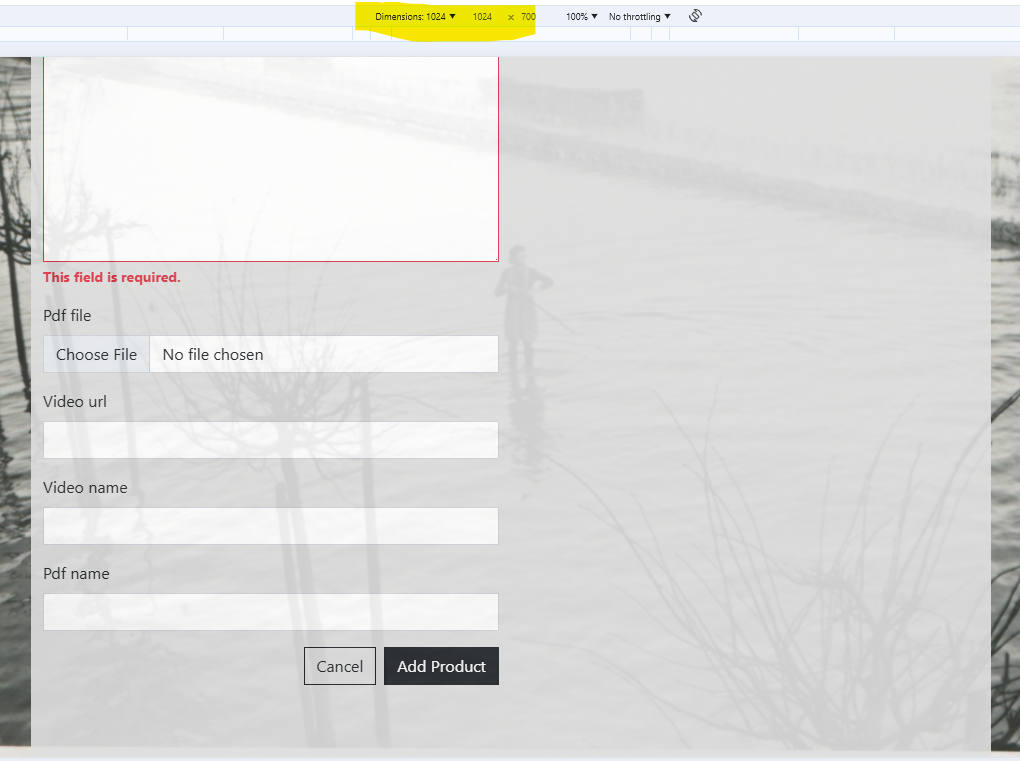 Dimensions: 1024 ▼ 1024 × 700 100% ▼ No throttling ▼
This field is required.
Pdf file
Choose File No file chosen
Video url
Video name
Pdf name
Cancel Add Product